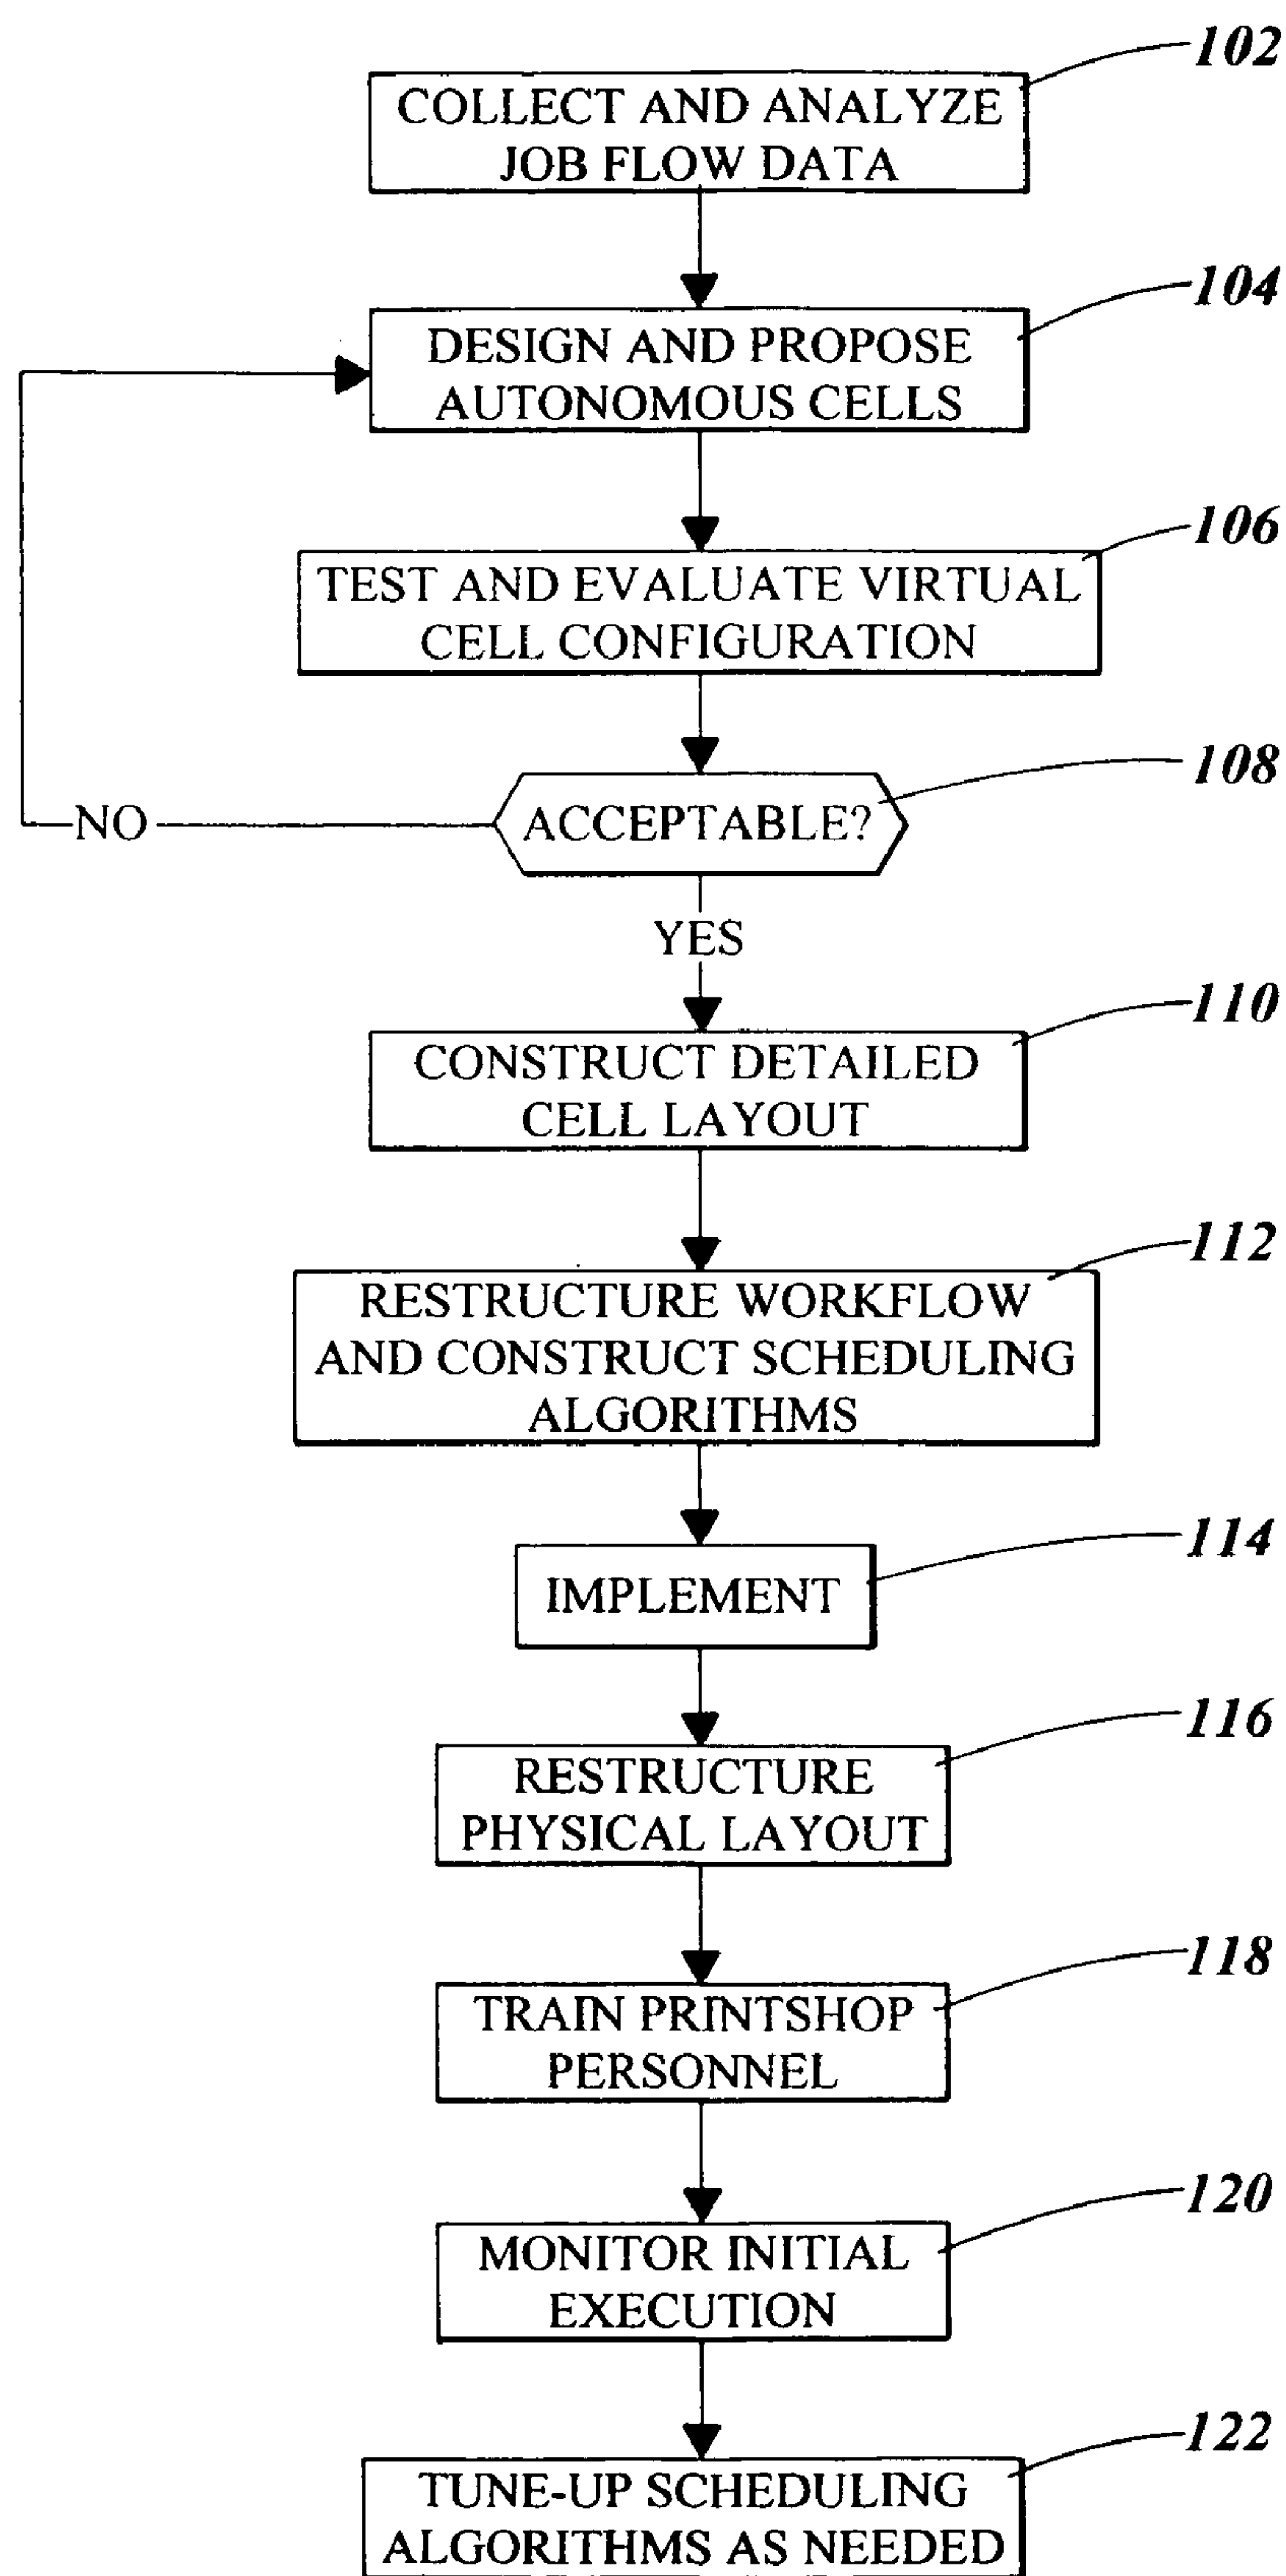 102
COLLECT AND ANALYZE
JOB FLOW DATA
104
DESIGN AND PROPOSE
AUTONOMOUS CELLS
106
TEST AND EVALUATE VIRTUAL
CELL CONFIGURATION
108
ACCEPTABLE?
NO
YES
110
CONSTRUCT DETAILED
CELL LAYOUT
112
RESTRUCTURE WORKFLOW
AND CONSTRUCT SCHEDULING
ALGORITHMS
114
IMPLEMENT
116
RESTRUCTURE
PHYSICAL LAYOUT
118
TRAIN PRINTSHOP
PERSONNEL
120
MONITOR INITIAL
EXECUTION
122
TUNE-UP SCHEDULING
ALGORITHMS AS NEEDED